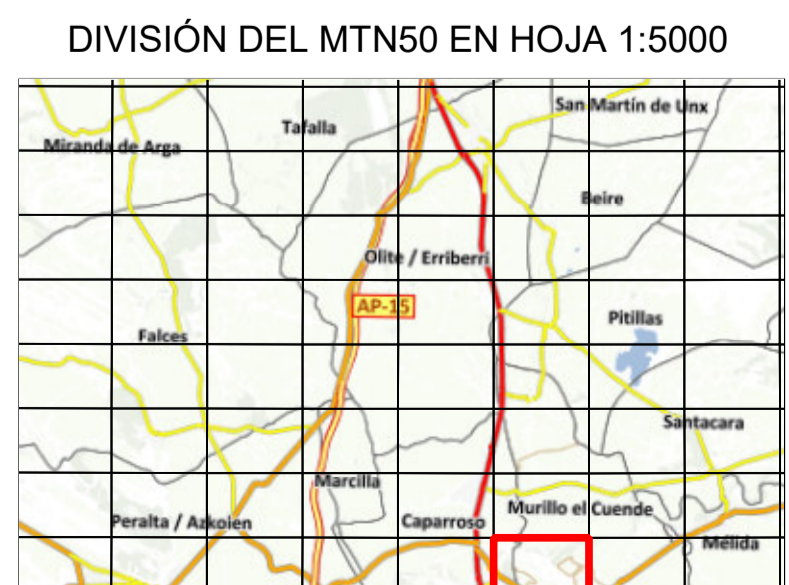 DIVISIÓN DEL MTN50 EN HOJA 1:5000
San Martín de Unx
Tafalla
Miranda de Arga
Beire
Olite / Erriberri
AP-15
Pitillas
Falces
Santacara
Marcilla
Murillo el Cuende
Peralta / Azkoien
Caparroso
Mélida